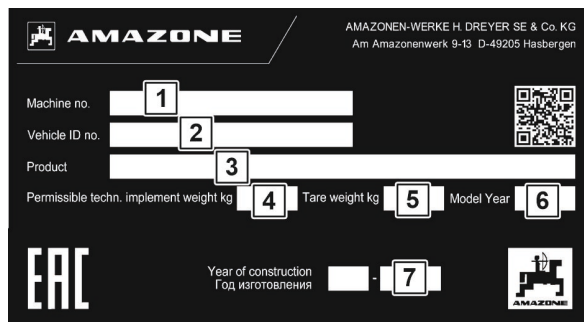 AMAZONE
AMAZONEN-WERKE H. DREYER SE & Co. KG
Am Amazonenwerk 9-13 D-49205 Hasbergen
Machine no. 1
Vehicle ID no. 2
Product 3
Permissible techn. implement weight kg 4 Tare weight kg 5 Model Year 6
EAC
Year of construction
Год изготовления
- 7
AMAZONE